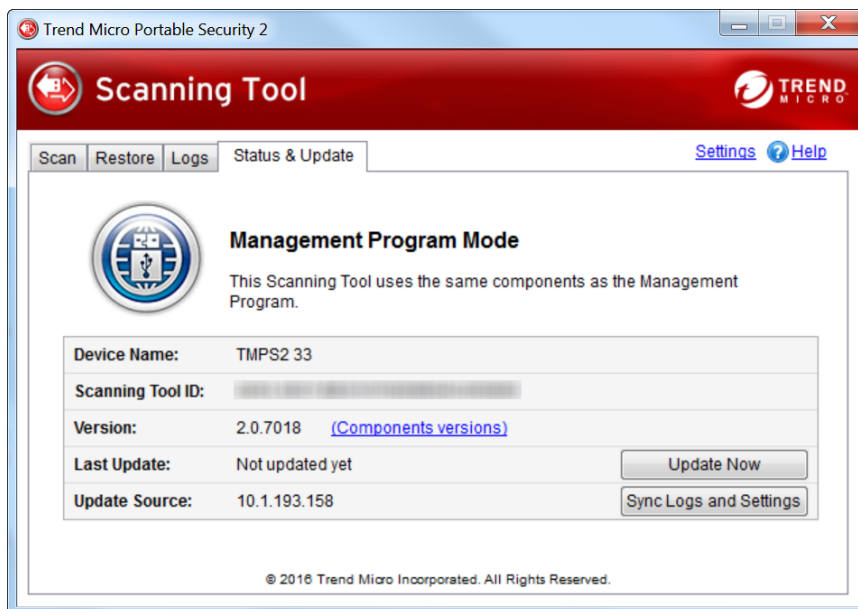 Trend Micro Portable Security 2
Scanning Tool
TREND
MICRO
Scan Restore Logs Status & Update Settings ? Help
Management Program Mode
This Scanning Tool uses the same components as the Management
Program.
Device Name: TMPS2 33
Scanning Tool ID:
Version: 2.0.7018 (Components versions)
Last Update: Not updated yet Update Now
Update Source: 10.1.193.158 Sync Logs and Settings
© 2016 Trend Micro Incorporated. All Rights Reserved.